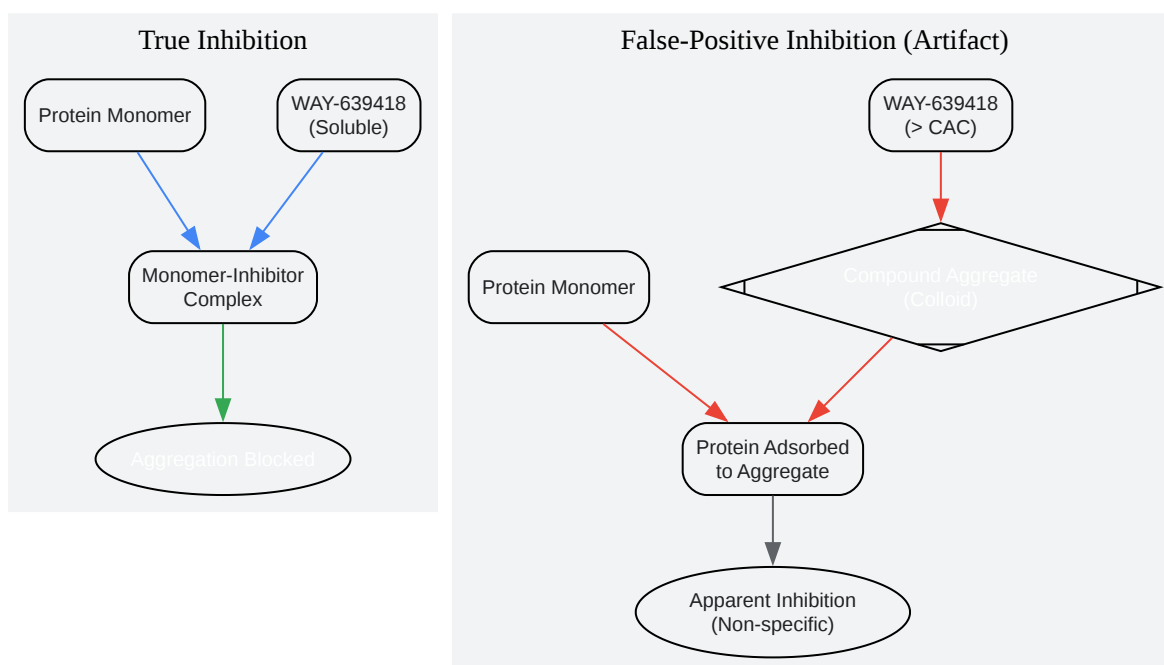 True Inhibition
Protein Monomer
WAY-639418
(Soluble)
Monomer-Inhibitor
Complex
Aggregation Blocked
False-Positive Inhibition (Artifact)
WAY-639418
(> CAC)
Compound Aggregate
(Colloid)
Protein Monomer
Protein Adsorbed
to Aggregate
Apparent Inhibition
(Non-specific)